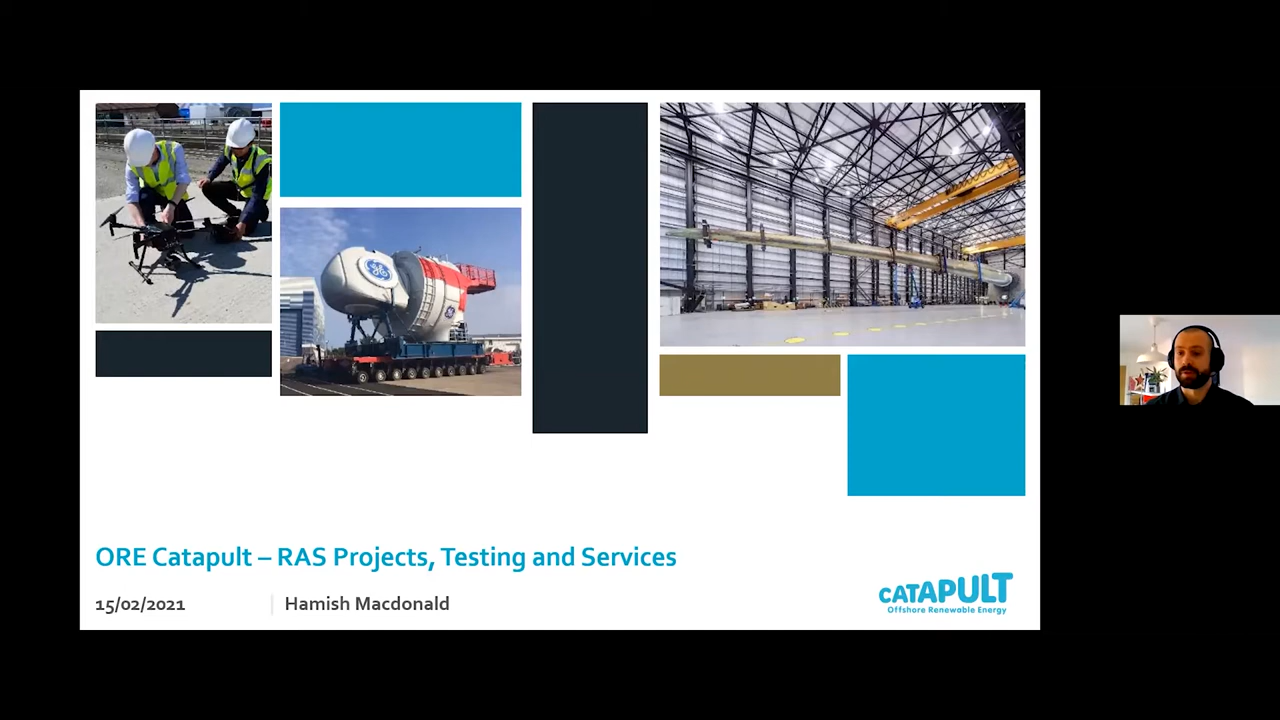 ORE Catapult – RAS Projects, Testing and Services
15/02/2021
Hamish Macdonald
CATAPULT
Offshore Renewable Energy